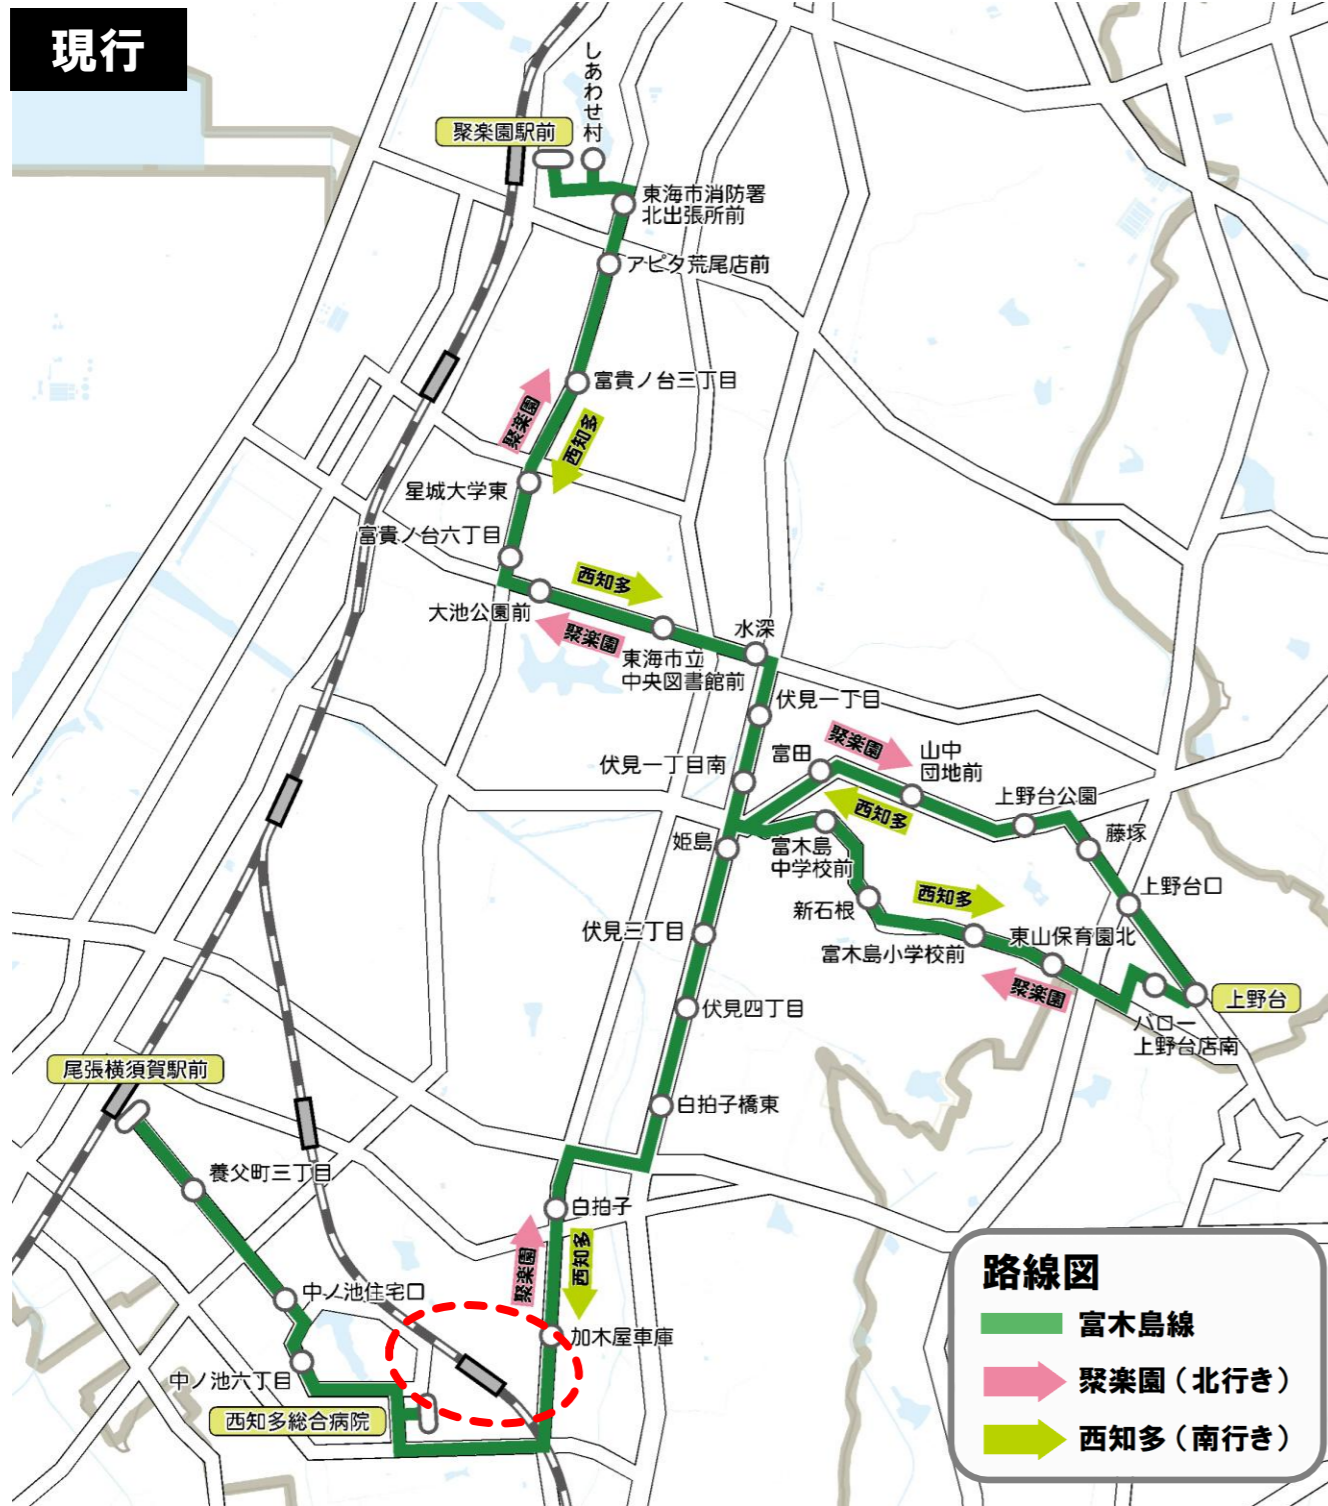 現行
しあわせ村
聚楽園駅前
東海市消防署
北出張所前
アピタ荒尾店前
富貴ノ台三丁目
聚楽園
西知多
星城大学東
富貴ノ台六丁目
西知多
大池公園前
聚楽園
水深
東海市立
中央図書館前
伏見一丁目
聚楽園
富田
山中
団地前
伏見一丁目南
西知多
上野台公園
姫島
富木島
中学校前
藤塚
上野台口
西知多
新石根
伏見三丁目
富木島小学校前
東山保育園北
聚楽園
上野台
伏見四丁目
バロー
上野台店南
尾張横須賀駅前
白拍子橋東
養父町三丁目
白拍子
聚楽園
西知多
中ノ池住宅口
加木屋車庫
中ノ池六丁目
西知多総合病院
路線図
富木島線
聚楽園（北行き）
西知多（南行き）